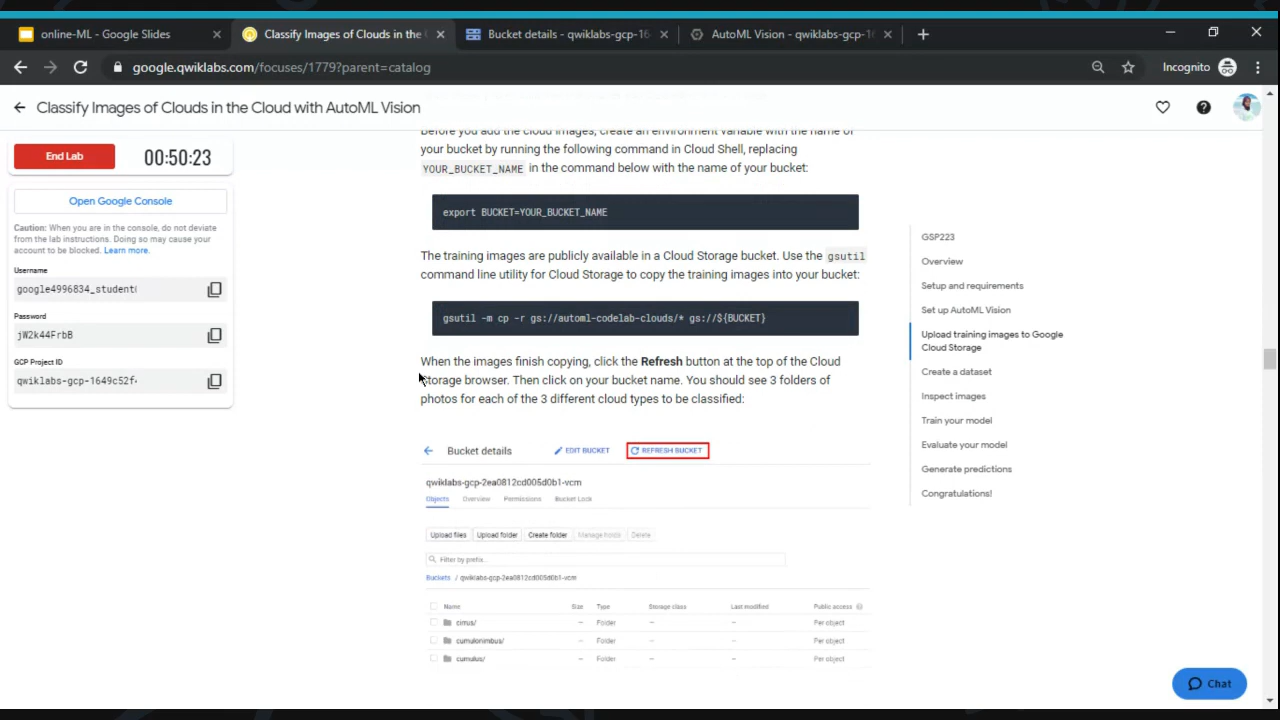 online-ML - Google Slides
Classify Images of Clouds in the
Bucket details - qwiklabs-gcp-16
AutoML Vision - qwiklabs-gcp-1
google.qwiklabs.com/focuses/1779?parent=catalog
Incognito
Classify Images of Clouds in the Cloud with AutoML Vision
End Lab
00:50:23
Open Google Console
Caution: When you are in the console, do not deviate
from the lab instructions. Doing so may cause your
account to be blocked. Learn more.
Username
google4996834_student
Password
jW2k44FrbB
GCP Project ID
qwiklabs-gcp-1649c52f
Before you add the cloud images, create an environment variable with the name of
your bucket by running the following command in Cloud Shell, replacing
YOUR_BUCKET_NAME in the command below with the name of your bucket:
export BUCKET=YOUR_BUCKET_NAME
The training images are publicly available in a Cloud Storage bucket. Use the gsutil
command line utility for Cloud Storage to copy the training images into your bucket:
gsutil -m cp -r gs://automl-codelab-clouds/* gs://${BUCKET}
When the images finish copying, click the Refresh button at the top of the Cloud
Storage browser. Then click on your bucket name. You should see 3 folders of
photos for each of the 3 different cloud types to be classified:
Bucket details
EDIT BUCKET
REFRESH BUCKET
qwiklabs-gcp-2ea0812cd005d0b1-vcm
Objects Overview Permissions Bucket Lock
Upload files Upload folder Create folder Manage holds Delete
Filter by prefix...
Buckets / qwiklabs-gcp-2ea0812cd005d0b1-vcm
Name Size Type Storage class Last modified Public access
cirrus/ – Folder – – Per object
cumulonimbus/ – Folder – – Per object
cumulus/ – Folder – – Per object
GSP223
Overview
Setup and requirements
Set up AutoML Vision
Upload training images to Google
Cloud Storage
Create a dataset
Inspect images
Train your model
Evaluate your model
Generate predictions
Congratulations!
Chat